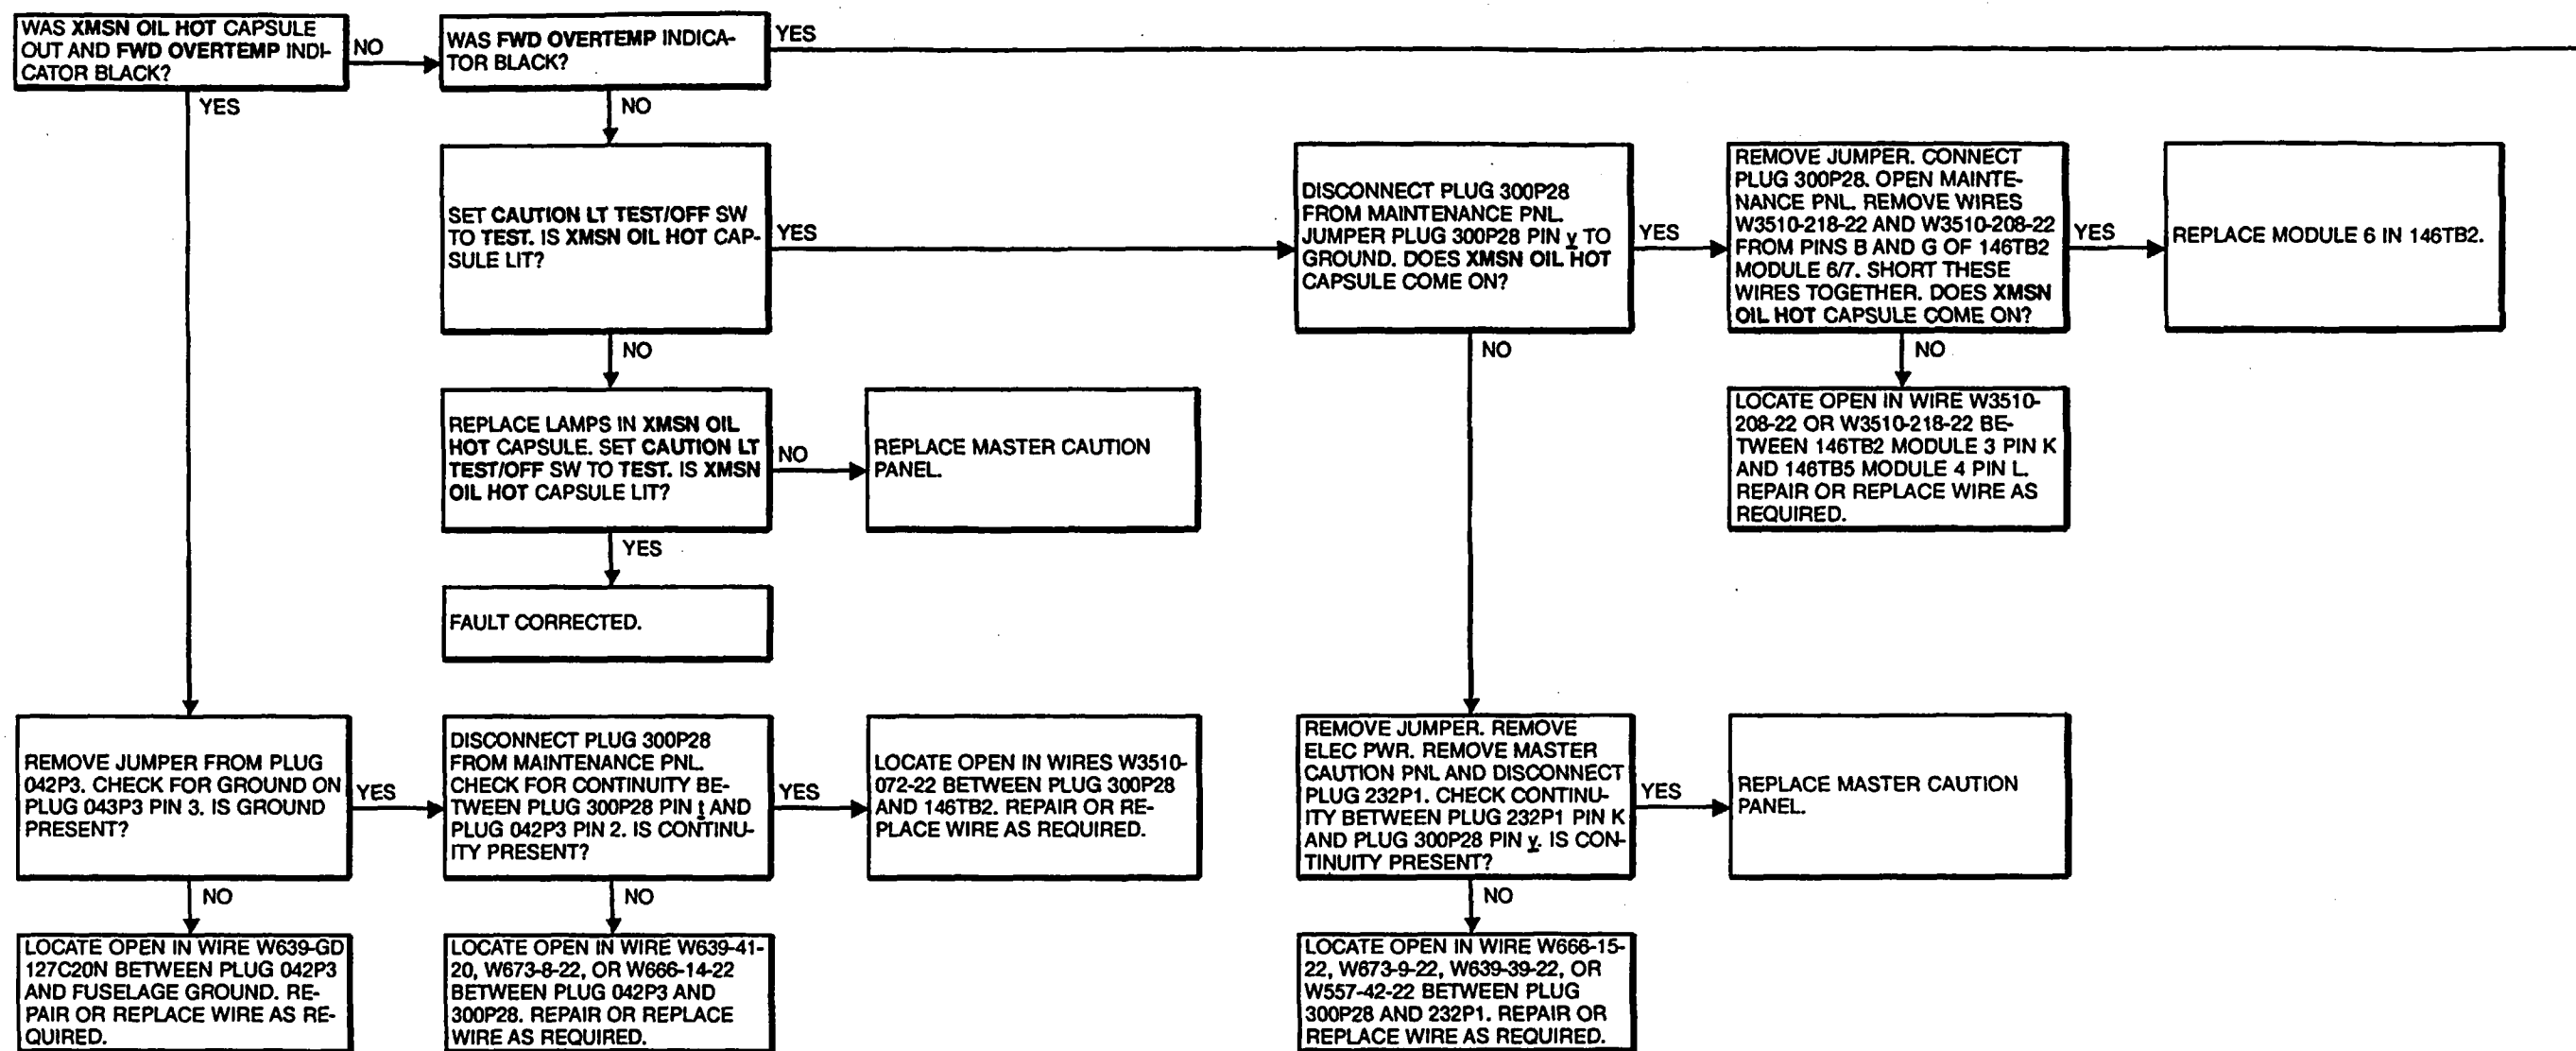 WAS XMSN OIL HOT CAPSULE
OUT AND FWD OVERTEMP INDI-
CATOR BLACK?
NO
YES
WAS FWD OVERTEMP INDICA-
TOR BLACK?
YES
NO
SET CAUTION LT TEST/OFF SW
TO TEST. IS XMSN OIL HOT CAP-
SULE LIT?
YES
NO
DISCONNECT PLUG 300P28
FROM MAINTENANCE PNL.
JUMPER PLUG 300P28 PIN v TO
GROUND. DOES XMSN OIL HOT
CAPSULE COME ON?
YES
NO
REMOVE JUMPER. CONNECT
PLUG 300P28. OPEN MAINTE-
NANCE PNL. REMOVE WIRES
W3510-218-22 AND W3510-208-22
FROM PINS B AND G OF 146TB2
MODULE 6/7. SHORT THESE
WIRES TOGETHER. DOES XMSN
OIL HOT CAPSULE COME ON?
YES
NO
REPLACE MODULE 6 IN 146TB2.
REPLACE LAMPS IN XMSN OIL
HOT CAPSULE. SET CAUTION LT
TEST/OFF SW TO TEST. IS XMSN
OIL HOT CAPSULE LIT?
NO
YES
REPLACE MASTER CAUTION
PANEL.
LOCATE OPEN IN WIRE W3510-
208-22 OR W3510-218-22 BE-
TWEEN 146TB2 MODULE 3 PIN K
AND 146TB5 MODULE 4 PIN L.
REPAIR OR REPLACE WIRE AS
REQUIRED.
FAULT CORRECTED.
REMOVE JUMPER FROM PLUG
042P3. CHECK FOR GROUND ON
PLUG 043P3 PIN 3. IS GROUND
PRESENT?
YES
NO
DISCONNECT PLUG 300P28
FROM MAINTENANCE PNL.
CHECK FOR CONTINUITY BE-
TWEEN PLUG 300P28 PIN t AND
PLUG 042P3 PIN 2. IS CONTINU-
ITY PRESENT?
YES
NO
LOCATE OPEN IN WIRES W3510-
072-22 BETWEEN PLUG 300P28
AND 146TB2. REPAIR OR RE-
PLACE WIRE AS REQUIRED.
REMOVE JUMPER. REMOVE
ELEC PWR. REMOVE MASTER
CAUTION PNL AND DISCONNECT
PLUG 232P1. CHECK CONTINU-
ITY BETWEEN PLUG 232P1 PIN K
AND PLUG 300P28 PIN v. IS CON-
TINUITY PRESENT?
YES
NO
REPLACE MASTER CAUTION
PANEL.
LOCATE OPEN IN WIRE W639-GD
127C20N BETWEEN PLUG 042P3
AND FUSELAGE GROUND. RE-
PAIR OR REPLACE WIRE AS RE-
QUIRED.
LOCATE OPEN IN WIRE W639-41-
20, W673-8-22, OR W666-14-22
BETWEEN PLUG 042P3 AND
300P28. REPAIR OR REPLACE
WIRE AS REQUIRED.
LOCATE OPEN IN WIRE W666-15-
22, W673-9-22, W639-39-22, OR
W557-42-22 BETWEEN PLUG
300P28 AND 232P1. REPAIR OR
REPLACE WIRE AS REQUIRED.